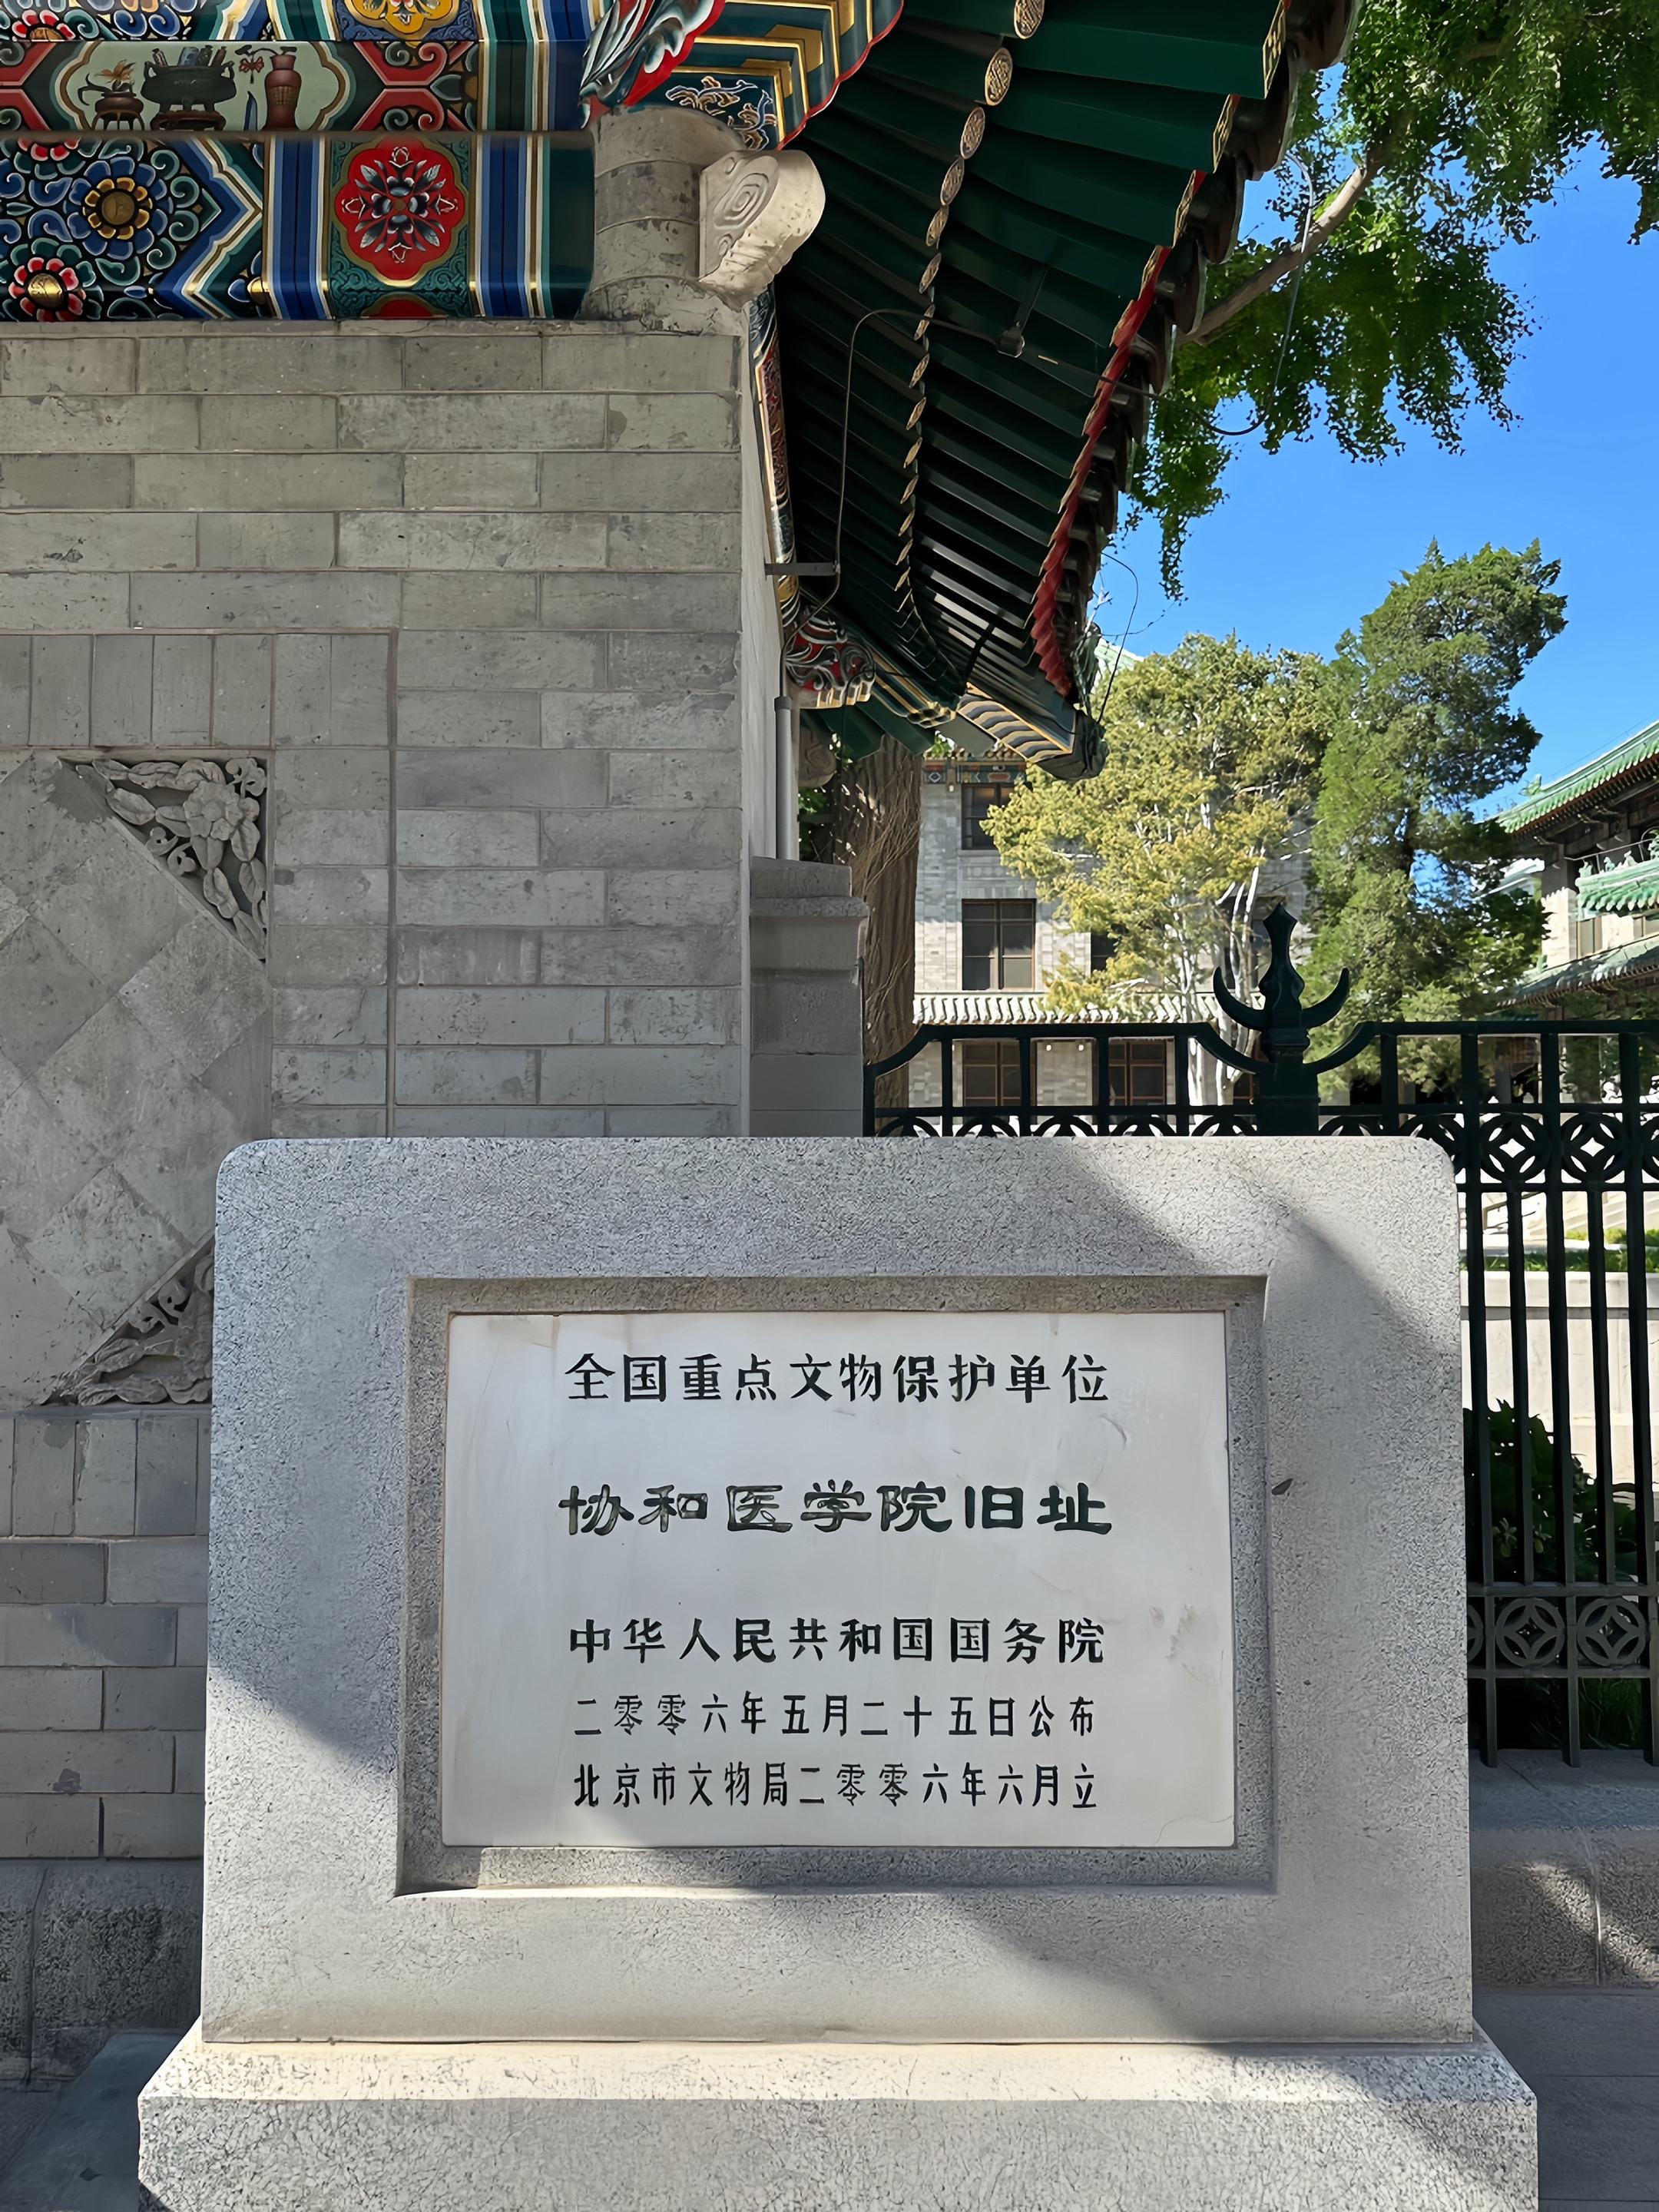 全国重点文物保护单位
协和医学院旧址
中华人民共和国国务院
二零零六年五月二十五日公布
北京市文物局二零零六年六月立